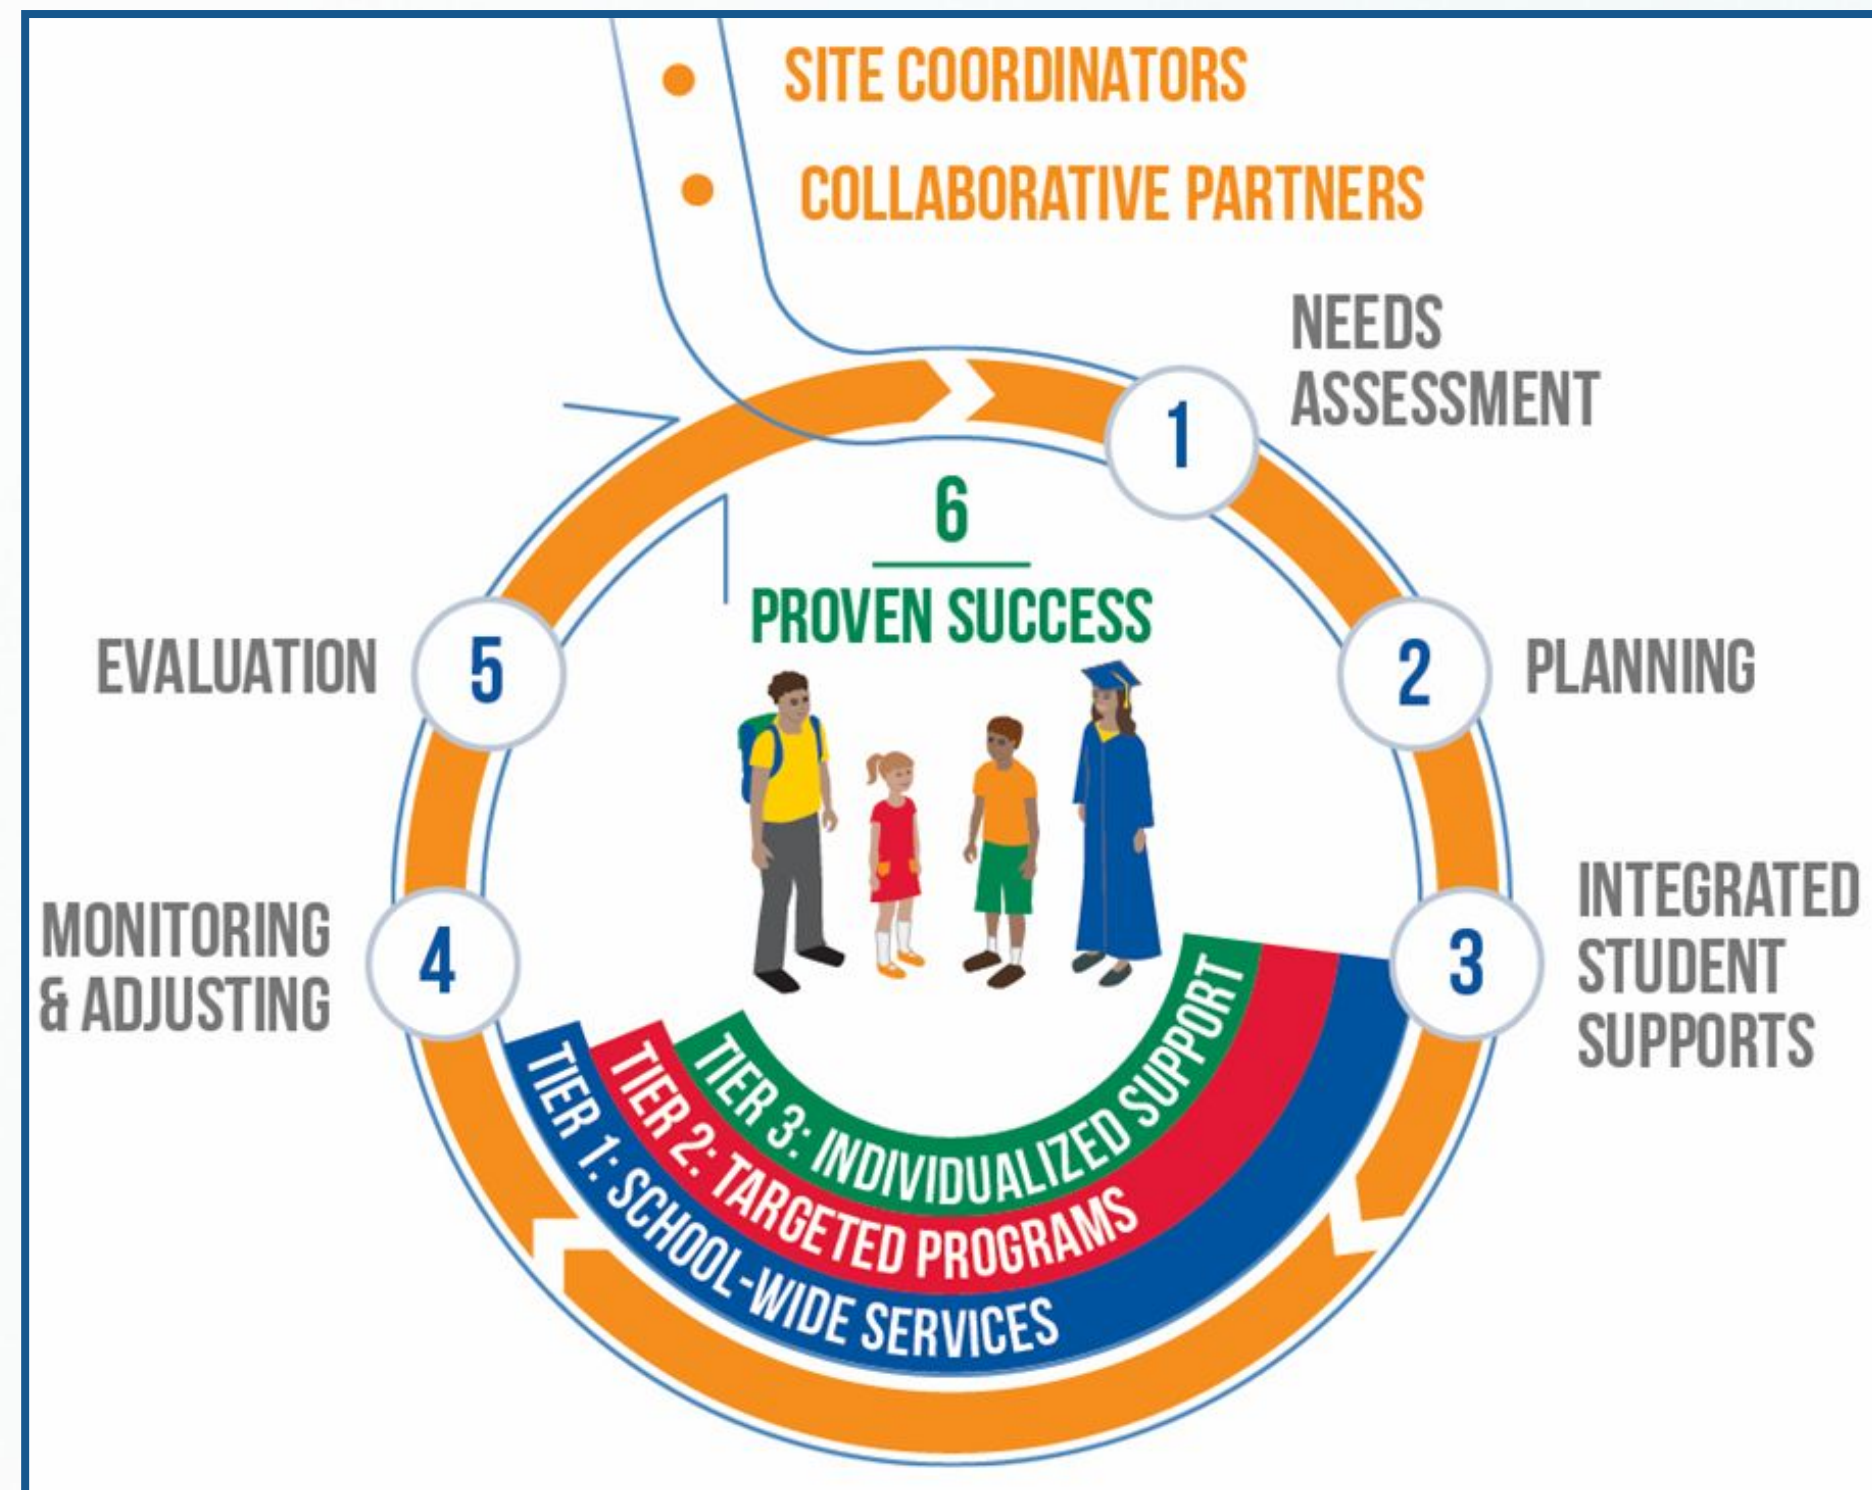 SITE COORDINATORS
COLLABORATIVE PARTNERS
1
NEEDS
ASSESSMENT
2
PLANNING
3
INTEGRATED
STUDENT
SUPPORTS
4
MONITORING
& ADJUSTING
5
EVALUATION
6
PROVEN SUCCESS
TIER 3: INDIVIDUALIZED SUPPORT
TIER 2: TARGETED PROGRAMS
TIER 1: SCHOOL-WIDE SERVICES